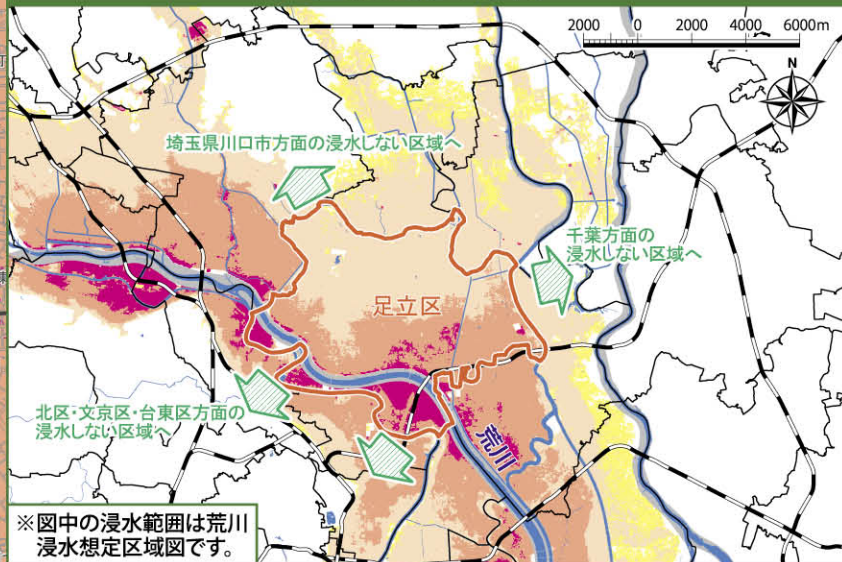 2000 0 2000 4000 6000m
N
埼玉県川口市方面の浸水しない区域へ
千葉方面の
浸水しない区域へ
足立区
北区・文京区・台東区方面の
浸水しない区域へ
荒川
※図中の浸水範囲は荒川
浸水想定区域図です。